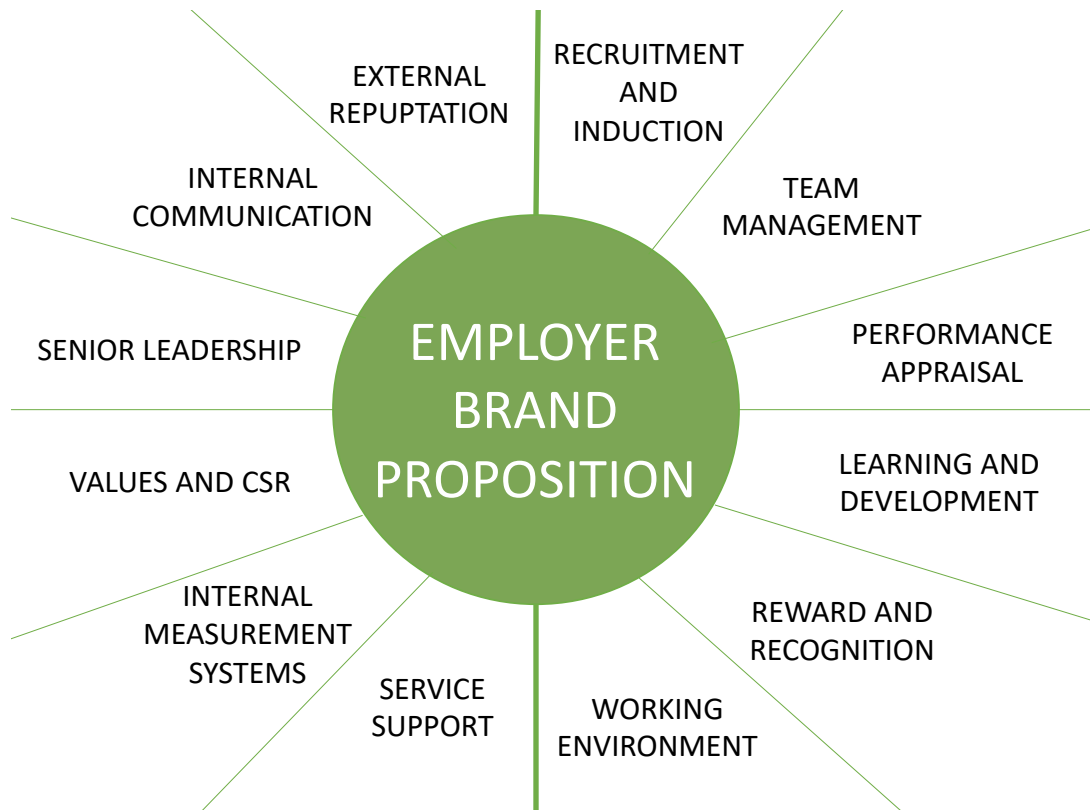 EXTERNAL
REPUPTATION
RECRUITMENT
AND
INDUCTION
INTERNAL
COMMUNICATION
TEAM
MANAGEMENT
SENIOR LEADERSHIP
EMPLOYER
BRAND
PROPOSITION
PERFORMANCE
APPRAISAL
VALUES AND CSR
LEARNING AND
DEVELOPMENT
INTERNAL
MEASUREMENT
SYSTEMS
REWARD AND
RECOGNITION
SERVICE
SUPPORT
WORKING
ENVIRONMENT